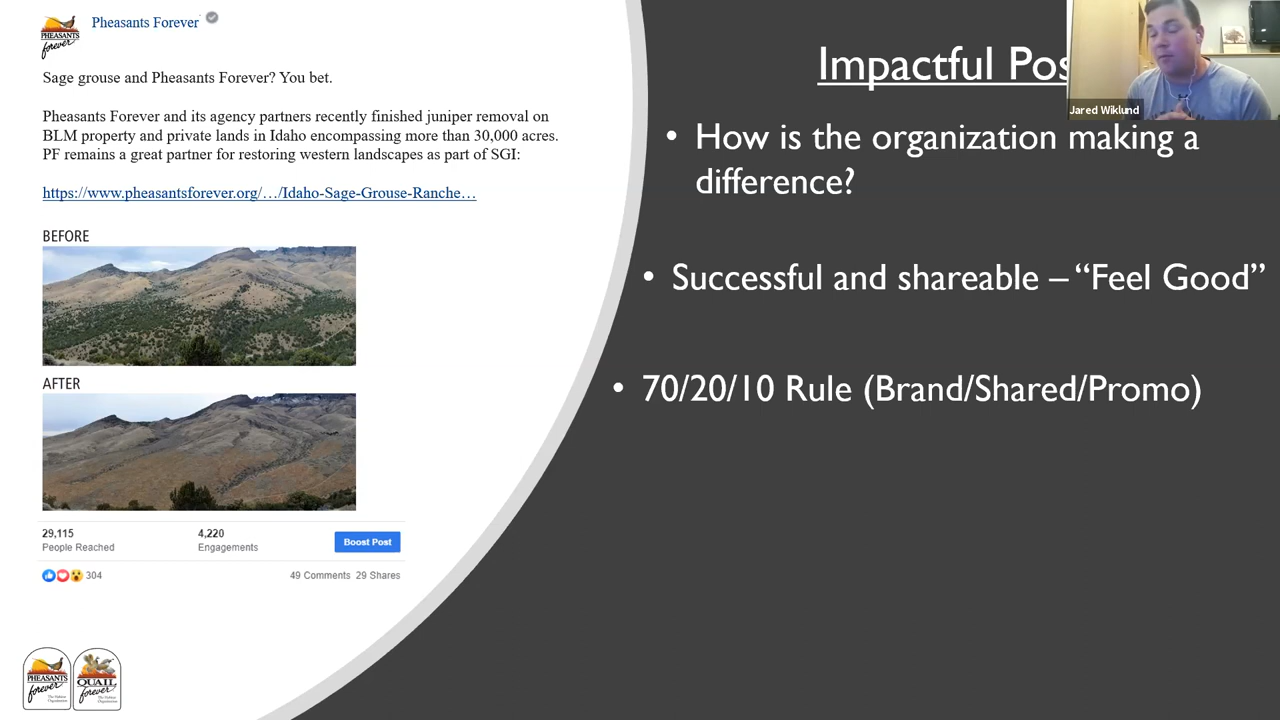 PHEASANTS
forever
Pheasants Forever
Sage grouse and Pheasants Forever? You bet.
Pheasants Forever and its agency partners recently finished juniper removal on
BLM property and private lands in Idaho encompassing more than 30,000 acres.
PF remains a great partner for restoring western landscapes as part of SGI:
https://www.pheasantsforever.org/…/Idaho-Sage-Grouse-Ranche…
BEFORE
AFTER
29,115
People Reached
4,220
Engagements
Boost Post
304
49 Comments 29 Shares
PHEASANTS
forever
QUAIL
forever
Impactful Pos
Jared Wiklund
• How is the organization making a
difference?
• Successful and shareable – “Feel Good”
• 70/20/10 Rule (Brand/Shared/Promo)